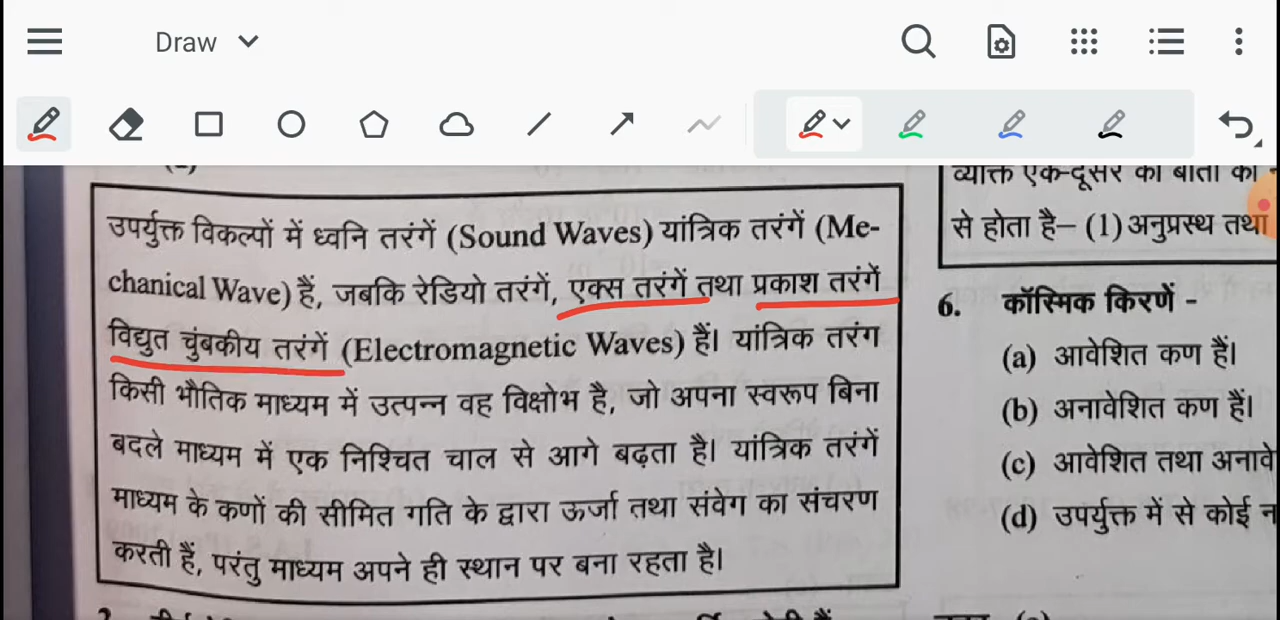 Draw
उपर्युक्त विकल्पों में ध्वनि तरंगें (Sound Waves) यांत्रिक तरंगें (Me-
chanical Wave) हैं, जबकि रेडियो तरंगें, एक्स तरंगें तथा प्रकाश तरंगें
विद्युत चुंबकीय तरंगें (Electromagnetic Waves) हैं। यांत्रिक तरंग
किसी भौतिक माध्यम में उत्पन्न वह विक्षोभ है, जो अपना स्वरूप बिना
बदले माध्यम में एक निश्चित चाल से आगे बढ़ता है। यांत्रिक तरंगें
माध्यम के कणों की सीमित गति के द्वारा ऊर्जा तथा संवेग का संचरण
करती हैं, परंतु माध्यम अपने ही स्थान पर बना रहता है।
व्यक्ति एक-दूसरे की बातों को
से होता है– (1) अनुप्रस्थ तथा
6. कॉस्मिक किरणें -
(a) आवेशित कण हैं।
(b) अनावेशित कण हैं।
(c) आवेशित तथा अनावे
(d) उपर्युक्त में से कोई न